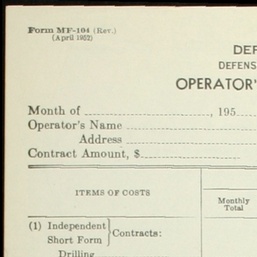 Form MF-104 (Rev.)
(April 1952)
DEF
DEFENS
OPERATOR'
Month of ..., 195
Operator's Name
Address
Contract Amount, $
ITEMS OF COSTS
Monthly
Total
(1) Independent
Short Form } Contracts:
Drilling